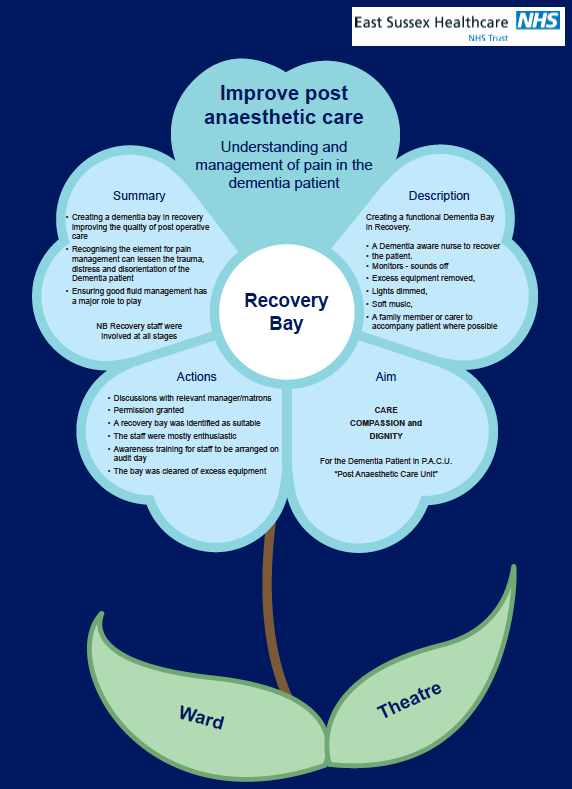 East Sussex Healthcare NHS
NHS Trust
Improve post
anaesthetic care
Understanding and
management of pain in the
dementia patient
Summary
• Creating a dementia bay in recovery
improving the quality of post operative
care
• Recognising the element for pain
management can lessen the trauma,
distress and disorientation of the
Dementia patient
• Ensuring good fluid management has
a major role to play
NB Recovery staff were
involved at all stages
Description
Creating a functional Dementia Bay
in Recovery.
• A Dementia aware nurse to recover
• the patient.
• Monitors - sounds off
• Excess equipment removed,
• Lights dimmed,
• Soft music,
• A family member or carer to
accompany patient where possible
Recovery
Bay
Actions
• Discussions with relevant manager/matrons
• Permission granted
• A recovery bay was identified as suitable
• The staff were mostly enthusiastic
• Awareness training for staff to be arranged on
audit day
• The bay was cleared of excess equipment
Aim
CARE
COMPASSION and
DIGNITY
For the Dementia Patient in P.A.C.U.
"Post Anaesthetic Care Unit"
Ward
Theatre